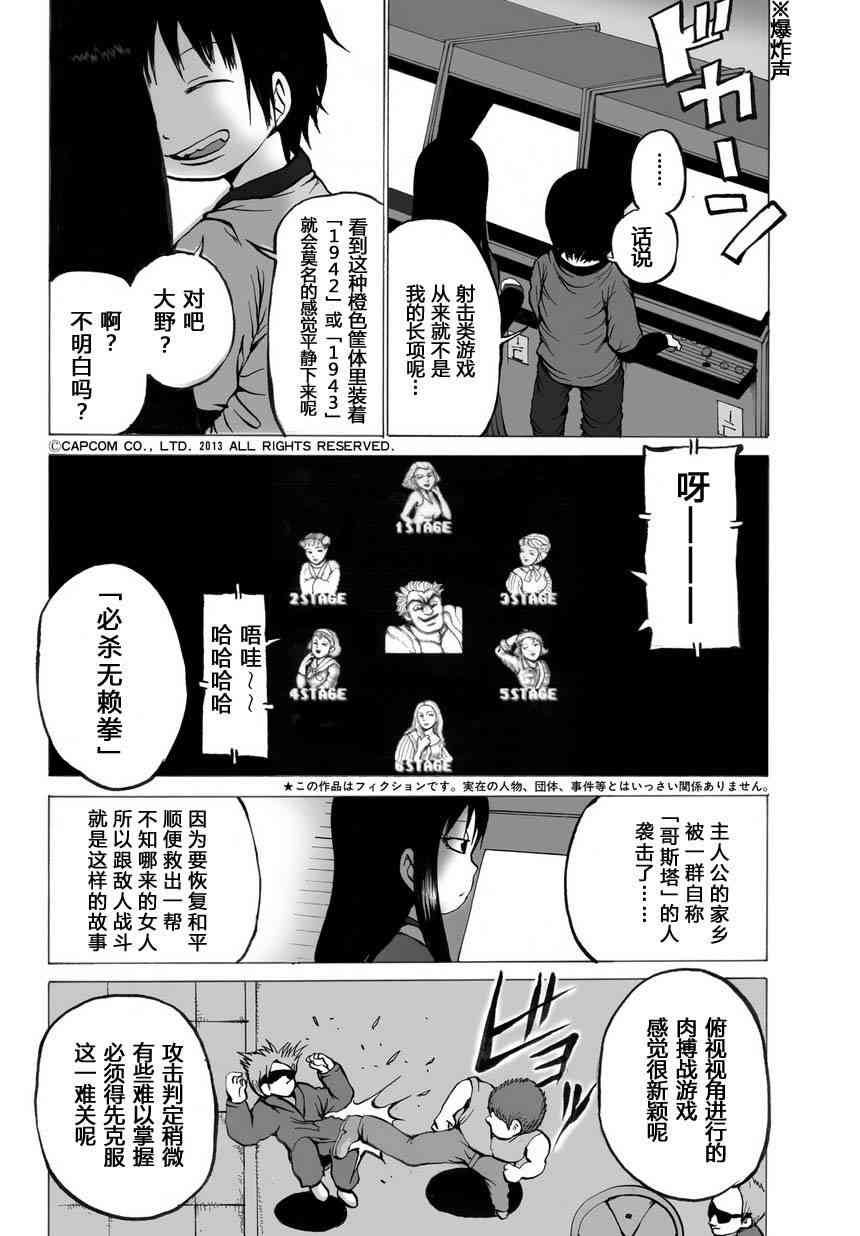 ※爆炸声
ドカーン
……
话说
射击类游戏
从来就不是
我的长项呢…
看到这种橙色筐体里装着
「1942」或「1943」
就会莫名的感觉平静下来呢
对吧
大野？
啊？
不明白吗？
©CAPCOM CO., LTD. 2013 ALL RIGHTS RESERVED.
呀————
1STAGE
2STAGE
3STAGE
4STAGE
5STAGE
6STAGE
唔哇～～
哈哈哈哈
「必杀无赖拳」
★この作品はフィクションです。実在の人物、団体、事件等とはいっさい関係ありません。
主人公的家乡
被一群自称
「哥斯塔」的人
袭击了……
因为要恢复和平
顺便救出一帮
不知哪来的女人
所以跟敌人战斗
就是这样的故事
俯视视角进行的
肉搏战游戏
感觉很新颖呢
ビョッ
攻击判定稍微
有些难以掌握
必须得先克服
这一难关呢